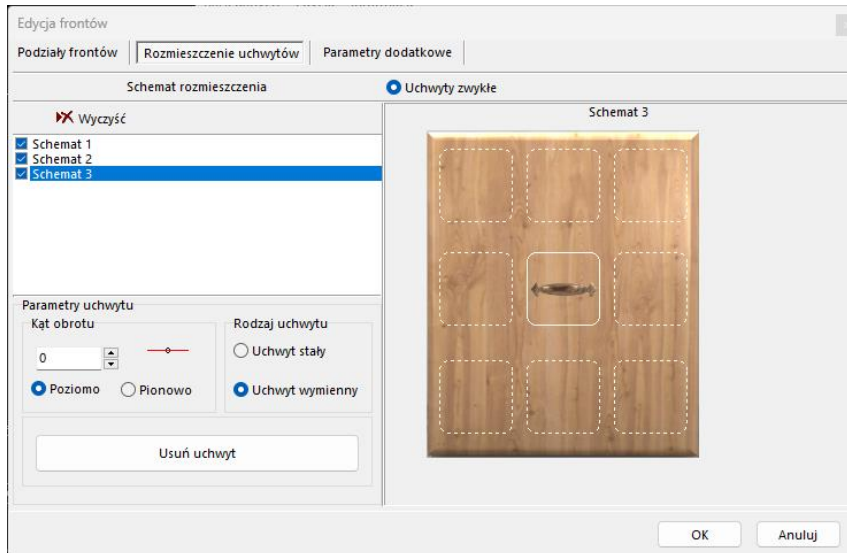 Edycja frontów
Podziały frontów Rozmieszczenie uchwytów Parametry dodatkowe
Schemat rozmieszczenia Uchwyty zwykłe
Wyczyść
Schemat 3
Schemat 1
Schemat 2
Schemat 3
Parametry uchwytu
Kąt obrotu Rodzaj uchwytu
0
Uchwyt stały
Poziomo Pionowo Uchwyt wymienny
Usuń uchwyt
OK Anuluj